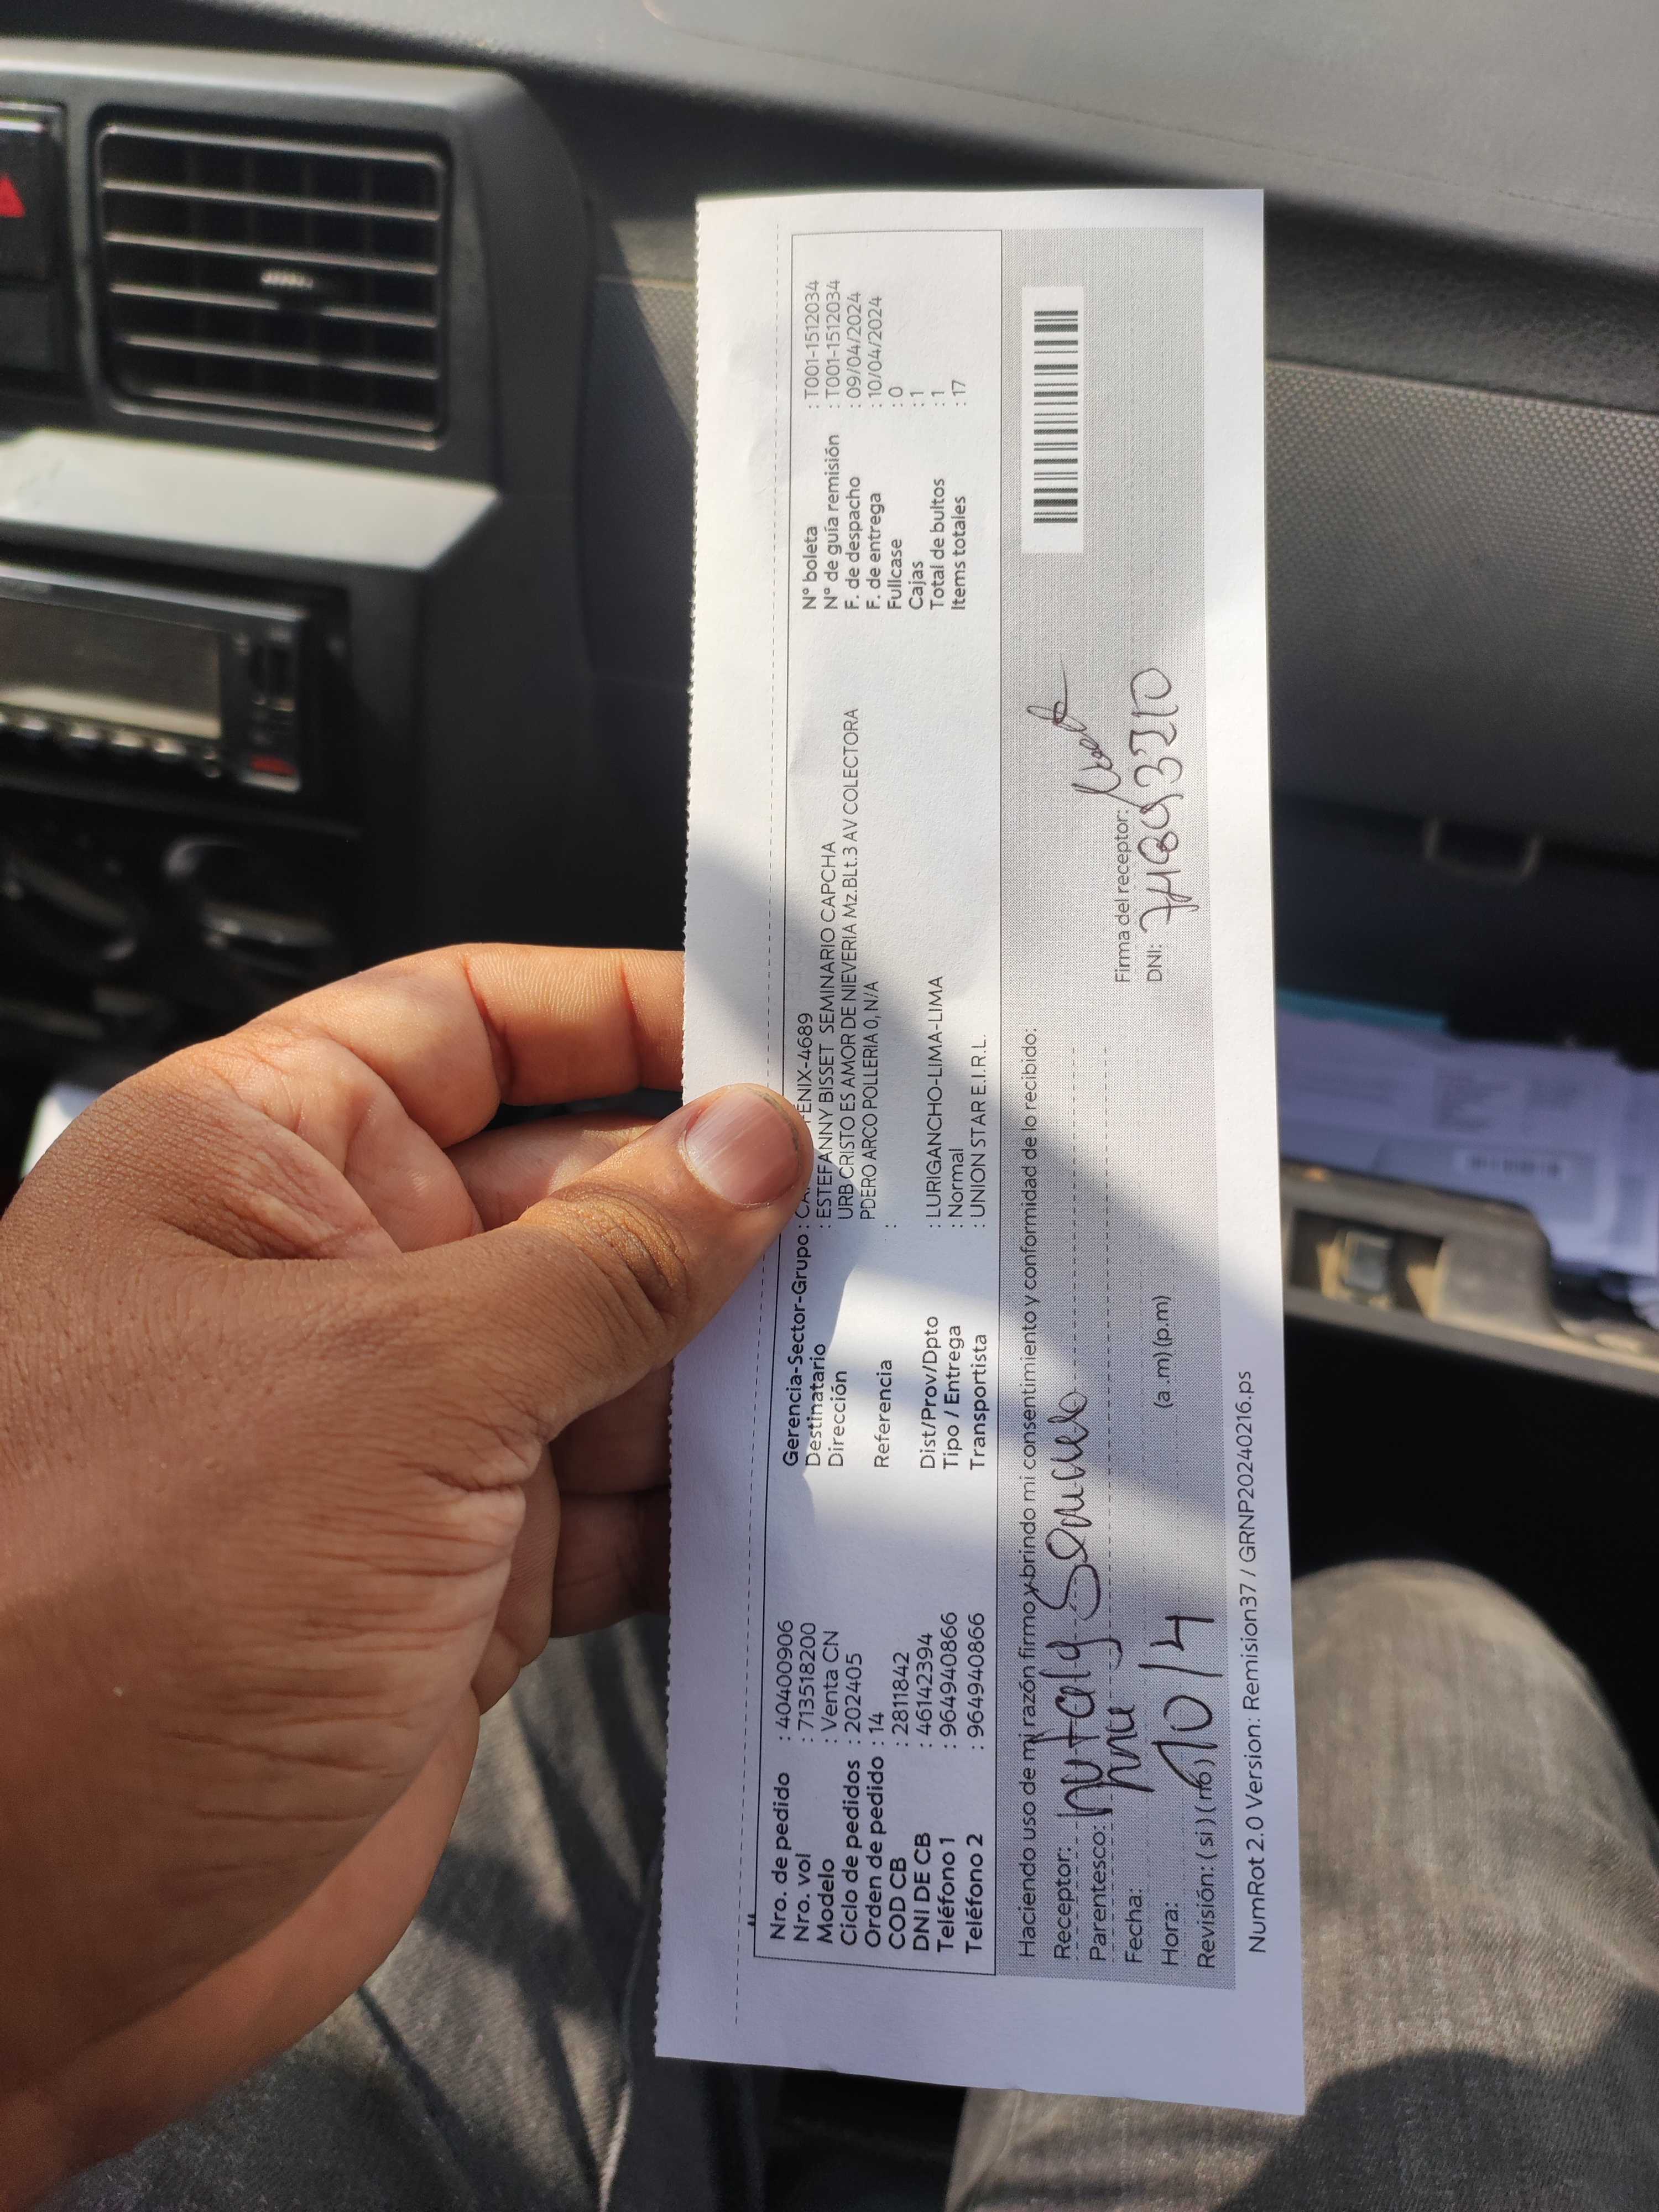 Nro. de pedido : 40400906
Nro. vol : 713518200
Modelo : Venta CN
Ciclo de pedidos : 202405
Orden de pedido : 14
COD CB : 2811842
DNI DE CB : 46142394
Teléfono 1 : 964940866
Teléfono 2 : 964940866
Gerencia-Sector-Grupo : ENIX-4689
Destinatario : ESTEFANNY BISSET SEMINARIO CAPCHA
Dirección URB CRISTO ES AMOR DE NIEVERIA Mz.BLt.3 AV COLECTORA
PDERO ARCO POLLERIA 0, N/A
Referencia :
Dist/Prov/Dpto : LURIGANCHO-LIMA-LIMA
Tipo / Entrega : Normal
Transportista : UNION STAR E.I.R.L.
N° boleta : T001-1512034
N° de guía remisión : T001-1512034
F. de despacho : 09/04/2024
F. de entrega : 10/04/2024
Fullcase : 0
Cajas : 1
Total de bultos : 1
Items totales : 17
Haciendo uso de mi razón firmo y brindo mi consentimiento y conformidad de lo recibido:
Receptor:
Parentesco:
Fecha:
Hora: 10/4 (a.m) (p.m)
Revisión: ( si ) ( no )
Firma del receptor:
DNI:
NumRot 2.0 Version: Remision37 / GRNP20240216.ps